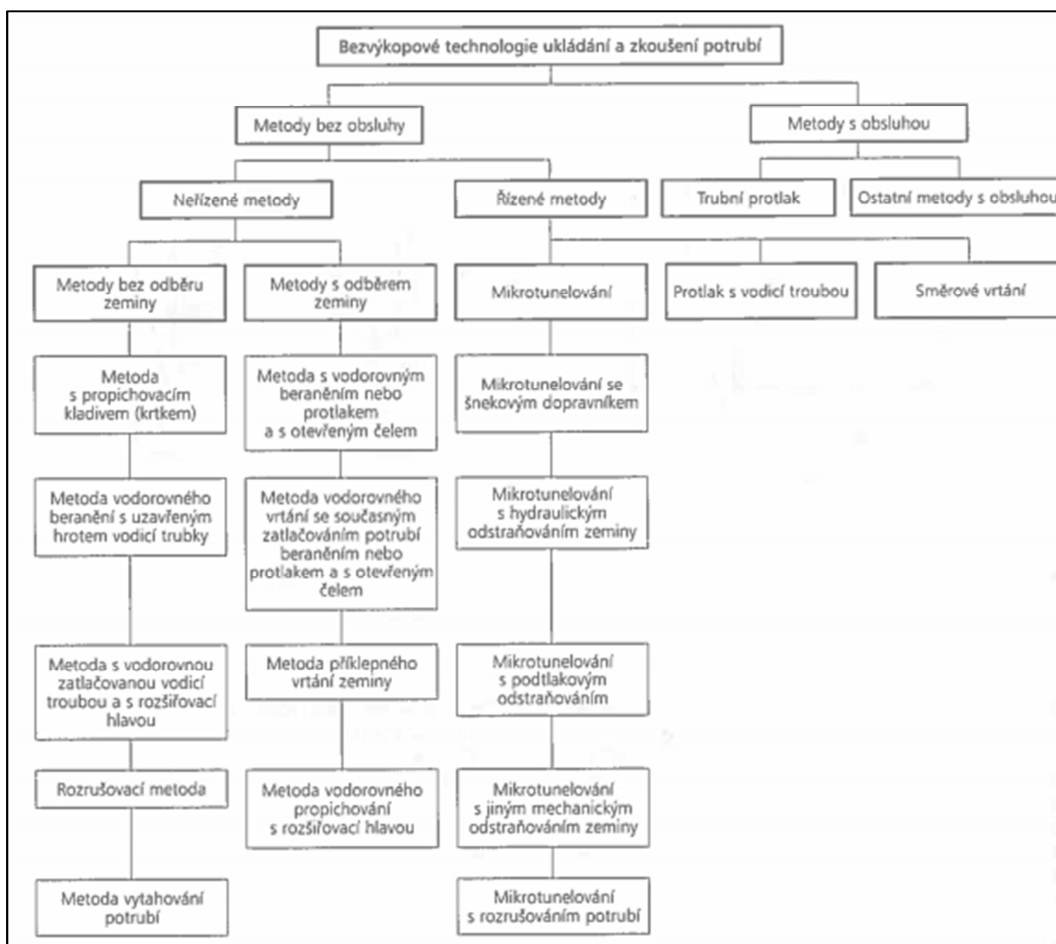 Bezvýkopové technologie ukládání a zkoušení potrubí
Metody bez obsluhy
Metody s obsluhou
Neřízené metody
Řízené metody
Trubní protlak
Ostatní metody s obsluhou
Metody bez odběru
zeminy
Metody s odběrem
zeminy
Mikrotunelování
Protlak s vodicí troubou
Směrové vrtání
Metoda
s propichovacím
kladivem (krtkem)
Metoda s vodorovným
beraněním nebo
protlakem
a s otevřeným čelem
Mikrotunelování se
šnekovým dopravníkem
Metoda vodorovného
beranění s uzavřeným
hrotem vodicí trubky
Metoda vodorovného
vrtání se současným
zatlačováním potrubí
beraněním nebo
protlakem a s otevřeným
čelem
Mikrotunelování
s hydraulickým
odstraňováním zeminy
Metoda s vodorovnou
zatlačovanou vodicí
troubou a s rozšiřovací
hlavou
Metoda příklepného
vrtání zeminy
Mikrotunelování
s podtlakovým
odstraňováním
Rozrušovací metoda
Metoda vodorovného
propichování
s rozšiřovací hlavou
Mikrotunelování
s jiným mechanickým
odstraňováním zeminy
Metoda vytahování
potrubí
Mikrotunelování
s rozrušováním potrubí